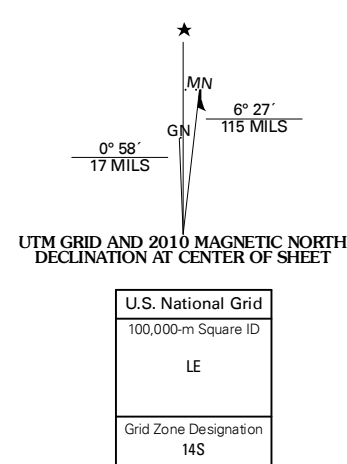 ★
MN
GN
6° 27´
115 MILS
0° 58´
17 MILS
UTM GRID AND 2010 MAGNETIC NORTH
DECLINATION AT CENTER OF SHEET
U.S. National Grid
100,000-m Square ID
LE
Grid Zone Designation
14S